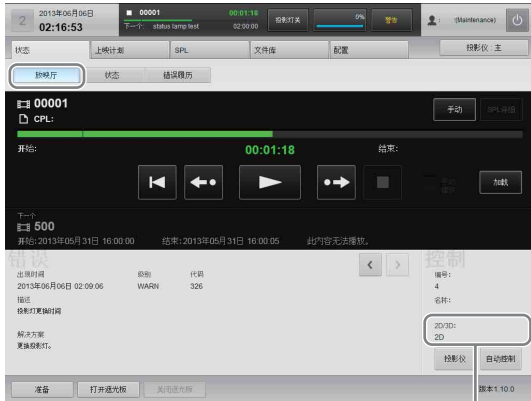 2
2013年06月06日
02:16:53
00001
00:01:18
下一个:
status lamp test
02:00:00
投影灯关
0%
警告
(Maintenance)
状态
上映计划
SPL
文件库
配置
投影仪 主
放映厅
状态
错误履历
00001
CPL:
手动
SPL详细
开始:
00:01:18
结束:
加载
下一个
500
开始:2013年05月31日 16:00:00
结束:2013年05月31日 16:00:05
此内容无法播放。
错误
控制
出现时间
级别
代码
编号:
2013年06月06日 02:09:06
WARN
326
4
描述
名称:
投影灯更换时间
2D/3D:
解决方案
2D
更换投影灯。
投影仪
自动控制
准备
打开遮光板
关闭遮光板
版本1.10.0